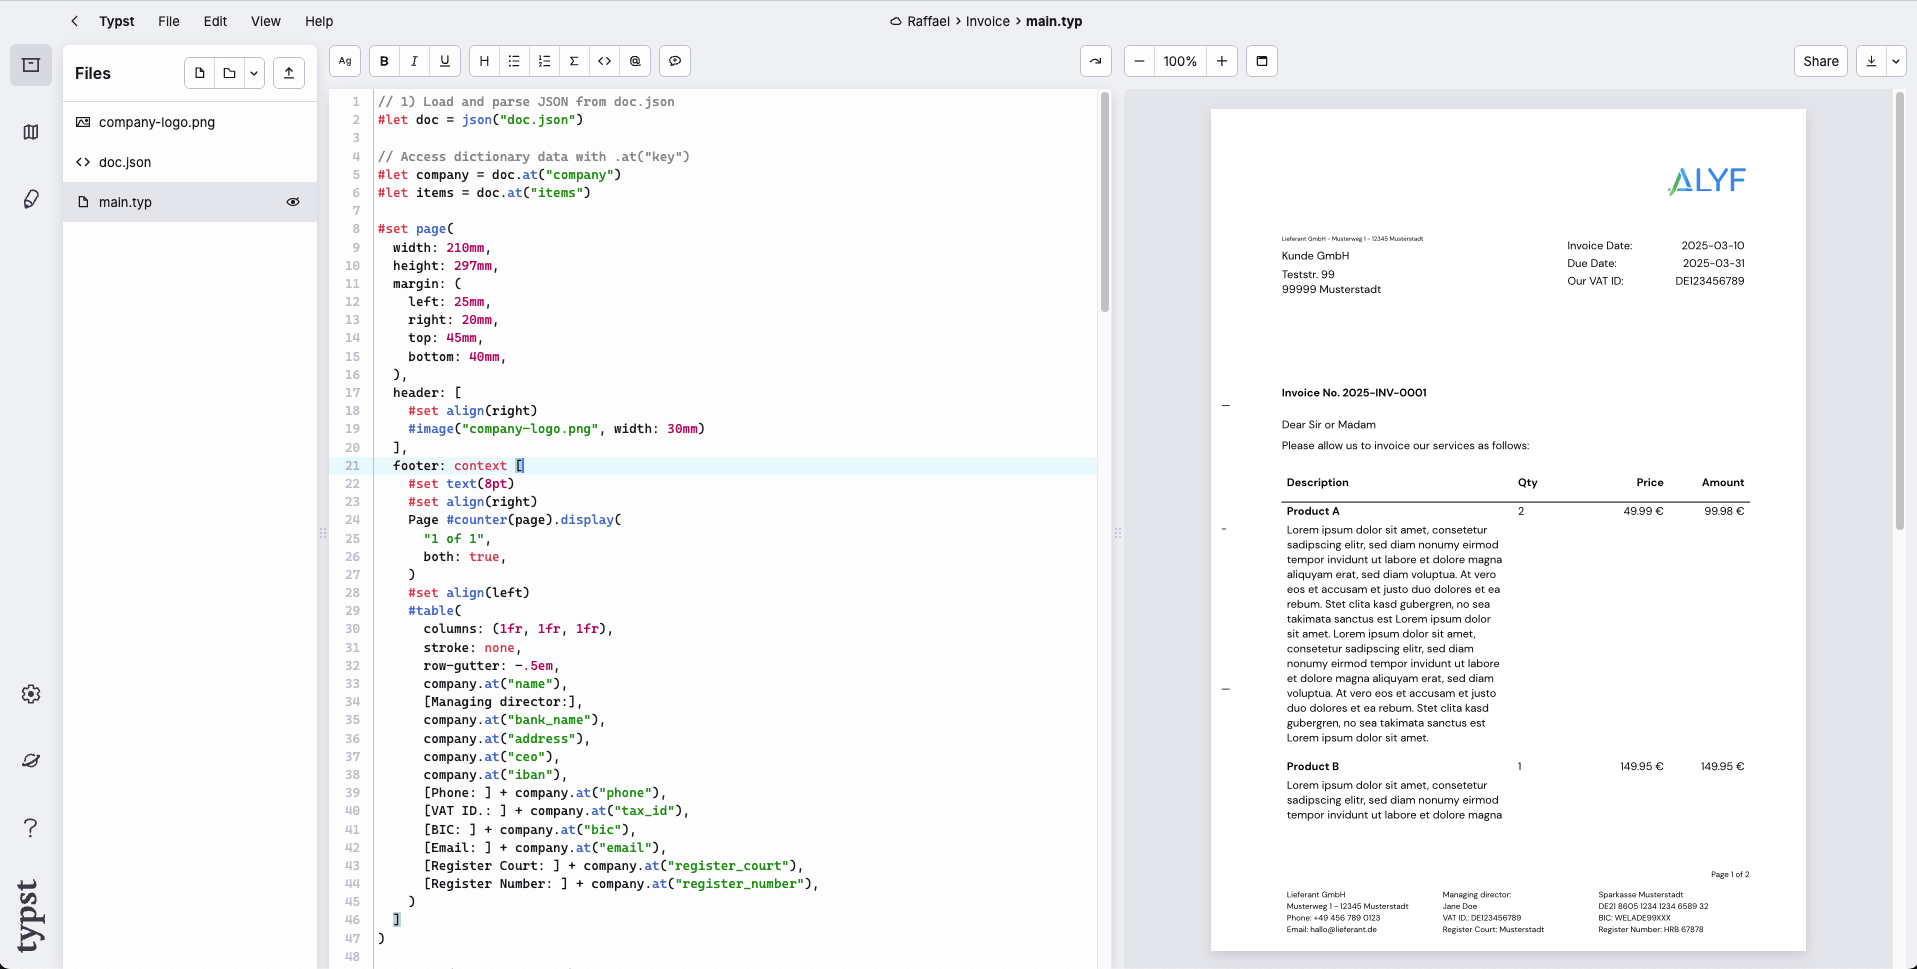 Typst File Edit View Help
Raffael > Invoice > main.typ
Files
Ag B I U H Σ <> @
100%
Share
company-logo.png
doc.json
main.typ
typst
1 // 1) Load and parse JSON from doc.json
2 #let doc = json("doc.json")
3
4 // Access dictionary data with .at("key")
5 #let company = doc.at("company")
6 #let items = doc.at("items")
7
8 #set page(
9 width: 210mm,
10 height: 297mm,
11 margin: (
12 left: 25mm,
13 right: 20mm,
14 top: 45mm,
15 bottom: 40mm,
16 ),
17 header: [
18 #set align(right)
19 #image("company-logo.png", width: 30mm)
20 ],
21 footer: context [
22 #set text(8pt)
23 #set align(right)
24 Page #counter(page).display(
25 "1 of 1",
26 both: true,
27 )
28 #set align(left)
29 #table(
30 columns: (1fr, 1fr, 1fr),
31 stroke: none,
32 row-gutter: -.5em,
33 company.at("name"),
34 [Managing director:],
35 company.at("bank_name"),
36 company.at("address"),
37 company.at("ceo"),
38 company.at("iban"),
39 [Phone: ] + company.at("phone"),
40 [VAT ID.: ] + company.at("tax_id"),
41 [BIC: ] + company.at("bic"),
42 [Email: ] + company.at("email"),
43 [Register Court: ] + company.at("register_court"),
44 [Register Number: ] + company.at("register_number"),
45 )
46 ]
47 )
48
ALYF
Lieferant GmbH - Musterweg 1 - 12345 Musterstadt
Kunde GmbH
Teststr. 99
99999 Musterstadt
Invoice Date: 2025-03-10
Due Date: 2025-03-31
Our VAT ID: DE123456789
Invoice No. 2025-INV-0001
Dear Sir or Madam
Please allow us to invoice our services as follows:
Description Qty Price Amount
Product A 2 49.99 € 99.98 €
Lorem ipsum dolor sit amet, consetetur
sadipscing elitr, sed diam nonumy eirmod
tempor invidunt ut labore et dolore magna
aliquyam erat, sed diam voluptua. At vero
eos et accusam et justo duo dolores et ea
rebum. Stet clita kasd gubergren, no sea
takimata sanctus est Lorem ipsum dolor
sit amet. Lorem ipsum dolor sit amet,
consetetur sadipscing elitr, sed diam
nonumy eirmod tempor invidunt ut labore
et dolore magna aliquyam erat, sed diam
voluptua. At vero eos et accusam et justo
duo dolores et ea rebum. Stet clita kasd
gubergren, no sea takimata sanctus est
Lorem ipsum dolor sit amet.
Product B 1 149.95 € 149.95 €
Lorem ipsum dolor sit amet, consetetur
sadipscing elitr, sed diam nonumy eirmod
tempor invidunt ut labore et dolore magna
Page 1 of 2
Lieferant GmbH Managing director: Sparkasse Musterstadt
Musterweg 1 - 12345 Musterstadt Jane Doe DE21 8605 1234 1234 6589 32
Phone: +49 456 789 0123 VAT ID.: DE123456789 BIC: WELADE99XXX
Email: hallo@lieferant.de Register Court: Musterstadt Register Number: HRB 67878